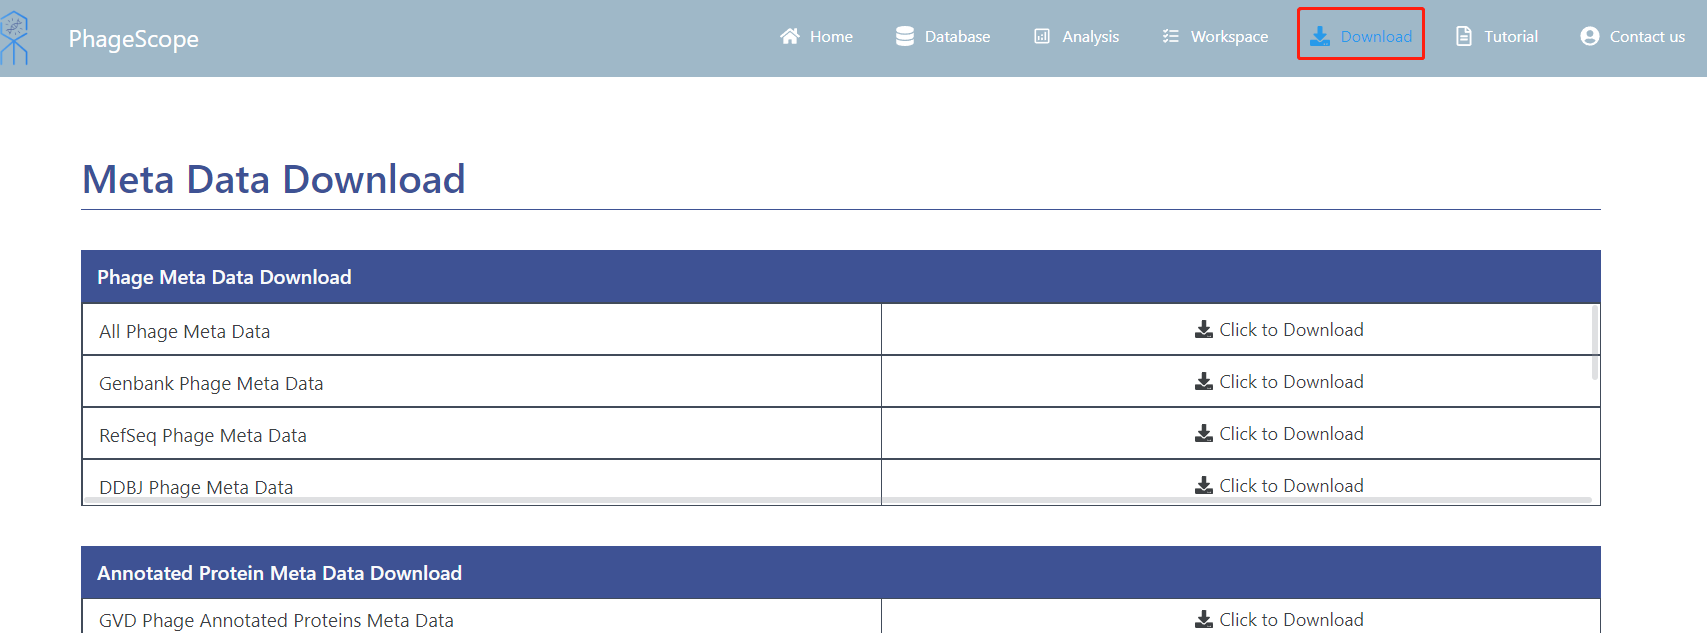 PhageScope Home Database Analysis Workspace Download Tutorial Contact us
Meta Data Download
Phage Meta Data Download
All Phage Meta Data Click to Download
Genbank Phage Meta Data Click to Download
RefSeq Phage Meta Data Click to Download
DDBJ Phage Meta Data Click to Download
Annotated Protein Meta Data Download
GVD Phage Annotated Proteins Meta Data Click to Download